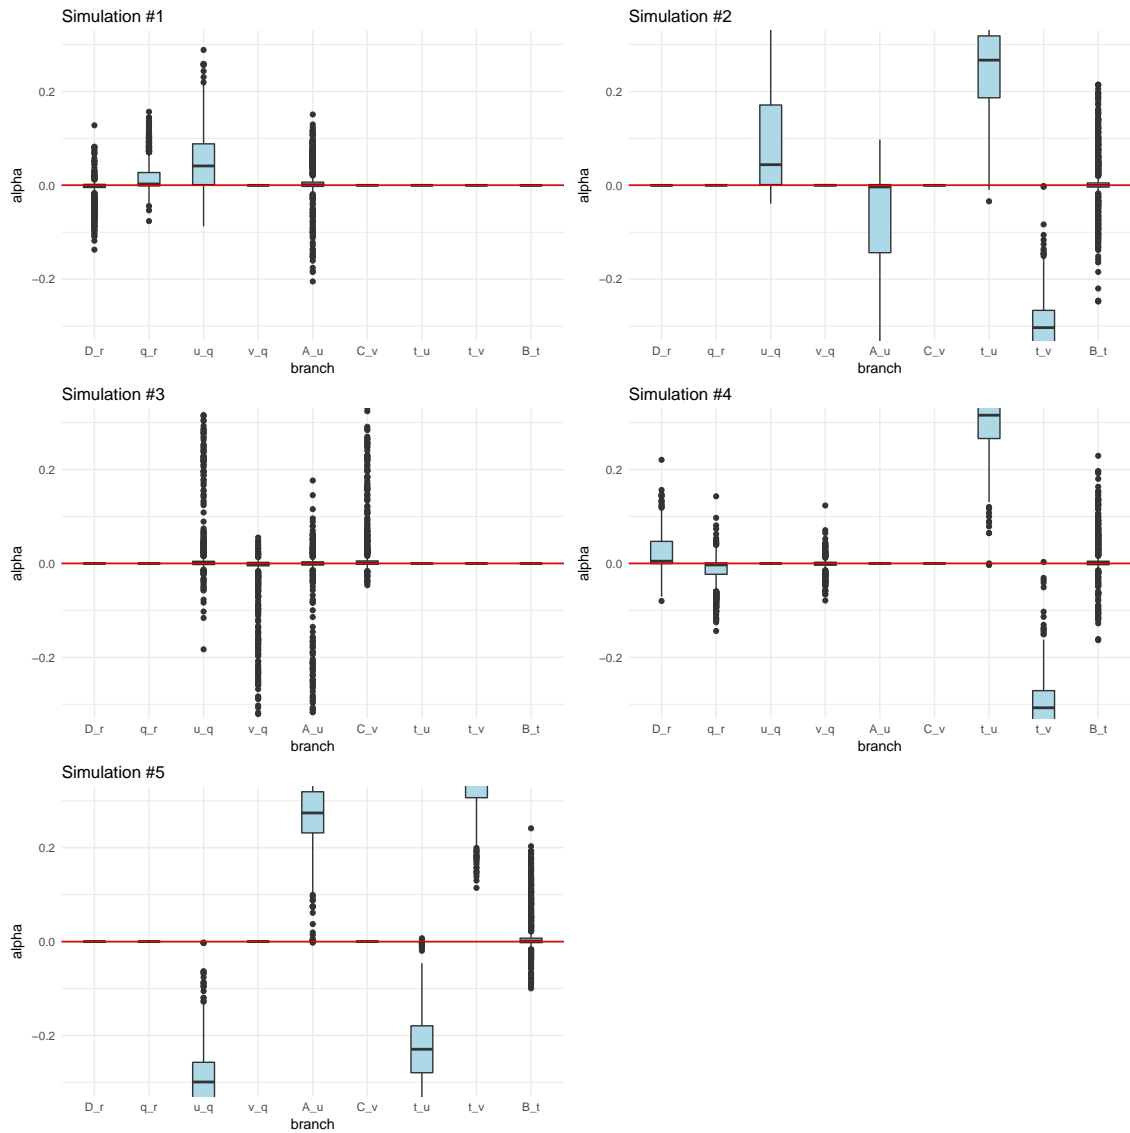 Simulation #1
alpha
0.2
0.0
−0.2
D_r q_r u_q v_q A_u C_v t_u t_v B_t
branch
Simulation #2
alpha
0.2
0.0
−0.2
D_r q_r u_q v_q A_u C_v t_u t_v B_t
branch
Simulation #3
alpha
0.2
0.0
−0.2
D_r q_r u_q v_q A_u C_v t_u t_v B_t
branch
Simulation #4
alpha
0.2
0.0
−0.2
D_r q_r u_q v_q A_u C_v t_u t_v B_t
branch
Simulation #5
alpha
0.2
0.0
−0.2
D_r q_r u_q v_q A_u C_v t_u t_v B_t
branch